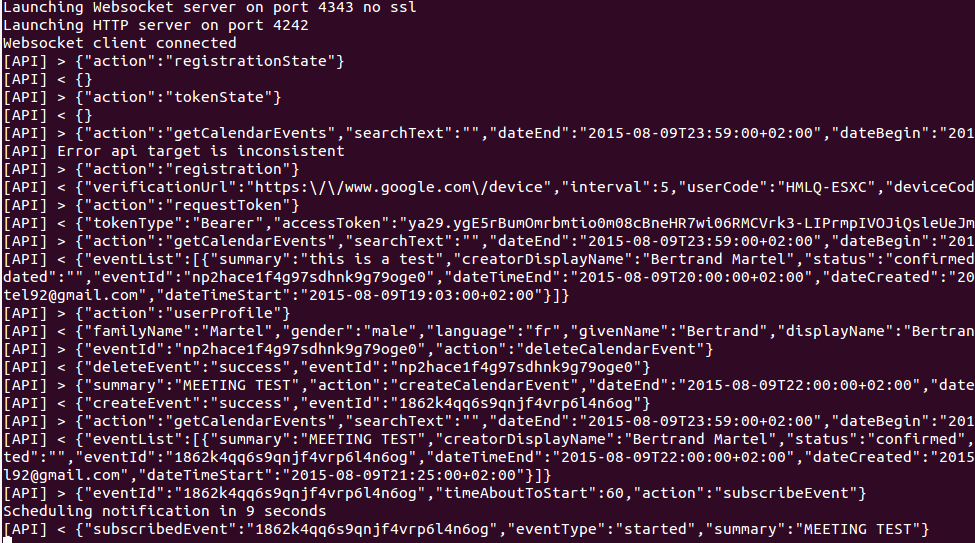 Launching Websocket server on port 4343 no ssl
Launching HTTP server on port 4242
Websocket client connected
[API] > {"action":"registrationState"}
[API] < {}
[API] > {"action":"tokenState"}
[API] < {}
[API] > {"action":"getCalendarEvents","searchText":"","dateEnd":"2015-08-09T23:59:00+02:00","dateBegin":"201
[API] Error api target is inconsistent
[API] > {"action":"registration"}
[API] < {"verificationUrl":"https:\/\/www.google.com\/device","interval":5,"userCode":"HMLQ-ESXC","deviceCod
[API] > {"action":"requestToken"}
[API] < {"tokenType":"Bearer","accessToken":"ya29.ygE5rBumOmrbmtio0m08cBneHR7wi06RMCVrk3-LIPrmpIVOJiQsleUeJm
[API] > {"action":"getCalendarEvents","searchText":"","dateEnd":"2015-08-09T23:59:00+02:00","dateBegin":"201
[API] < {"eventList":[{"summary":"this is a test","creatorDisplayName":"Bertrand Martel","status":"confirmed
dated":"","eventId":"np2hace1f4g97sdhnk9g79oge0","dateTimeEnd":"2015-08-09T20:00:00+02:00","dateCreated":"20
tel92@gmail.com","dateTimeStart":"2015-08-09T19:03:00+02:00"}]}
[API] > {"action":"userProfile"}
[API] < {"familyName":"Martel","gender":"male","language":"fr","givenName":"Bertrand","displayName":"Bertran
[API] > {"eventId":"np2hace1f4g97sdhnk9g79oge0","action":"deleteCalendarEvent"}
[API] < {"deleteEvent":"success","eventId":"np2hace1f4g97sdhnk9g79oge0"}
[API] > {"summary":"MEETING TEST","action":"createCalendarEvent","dateEnd":"2015-08-09T22:00:00+02:00","date
[API] < {"createEvent":"success","eventId":"1862k4qq6s9qnjf4vrp6l4n6og"}
[API] > {"action":"getCalendarEvents","searchText":"","dateEnd":"2015-08-09T23:59:00+02:00","dateBegin":"201
[API] < {"eventList":[{"summary":"MEETING TEST","creatorDisplayName":"Bertrand Martel","status":"confirmed",
ted":"","eventId":"1862k4qq6s9qnjf4vrp6l4n6og","dateTimeEnd":"2015-08-09T22:00:00+02:00","dateCreated":"2015
l92@gmail.com","dateTimeStart":"2015-08-09T21:25:00+02:00"}]}
[API] > {"eventId":"1862k4qq6s9qnjf4vrp6l4n6og","timeAboutToStart":60,"action":"subscribeEvent"}
Scheduling notification in 9 seconds
[API] < {"subscribedEvent":"1862k4qq6s9qnjf4vrp6l4n6og","eventType":"started","summary":"MEETING TEST"}